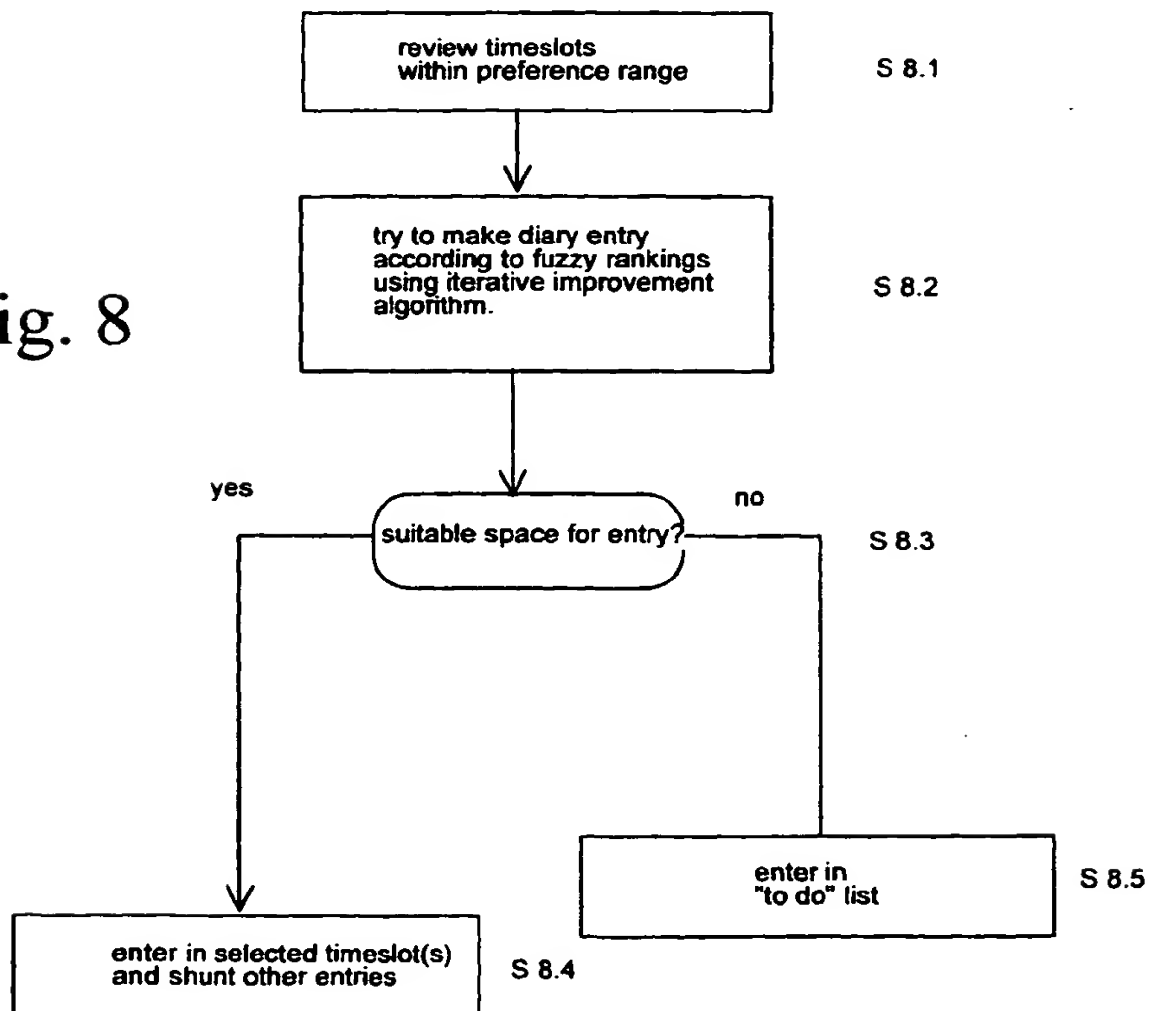 review timeslots
within preference range
S 8.1
try to make diary entry
according to fuzzy rankings
using iterative improvement
algorithm.
S 8.2
ig. 8
yes
no
suitable space for entry?
S 8.3
enter in
"to do" list
S 8.5
enter in selected timeslot(s)
and shunt other entries
S 8.4